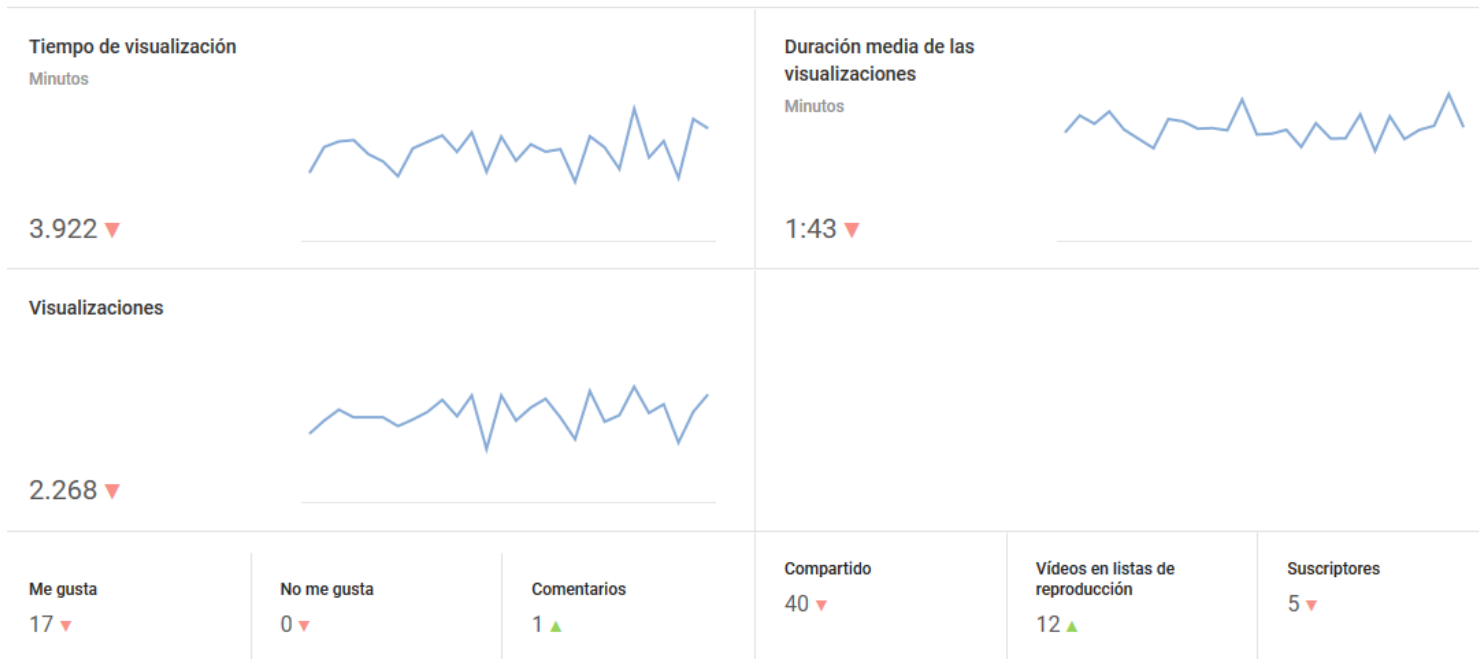 Tiempo de visualización
Minutos
3.922
Duración media de las
visualizaciones
Minutos
1:43
Visualizaciones
2.268
Me gusta
17
No me gusta
0
Comentarios
1
Compartido
40
Vídeos en listas de
reproducción
12
Suscriptores
5